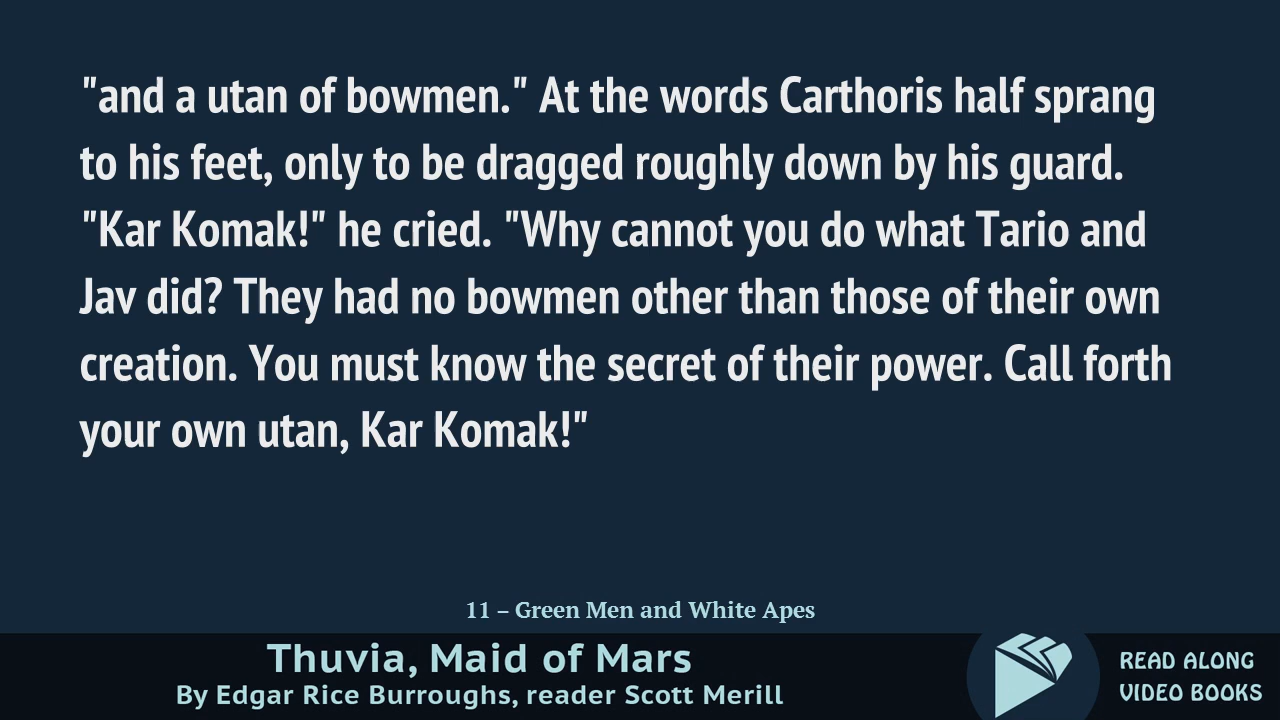 "and a utan of bowmen." At the words Carthoris half sprang
to his feet, only to be dragged roughly down by his guard.
"Kar Komak!" he cried. "Why cannot you do what Tario and
Jav did? They had no bowmen other than those of their own
creation. You must know the secret of their power. Call forth
your own utan, Kar Komak!"
11 – Green Men and White Apes
Thuvia, Maid of Mars
By Edgar Rice Burroughs, reader Scott Merill
READ ALONG
VIDEO BOOKS